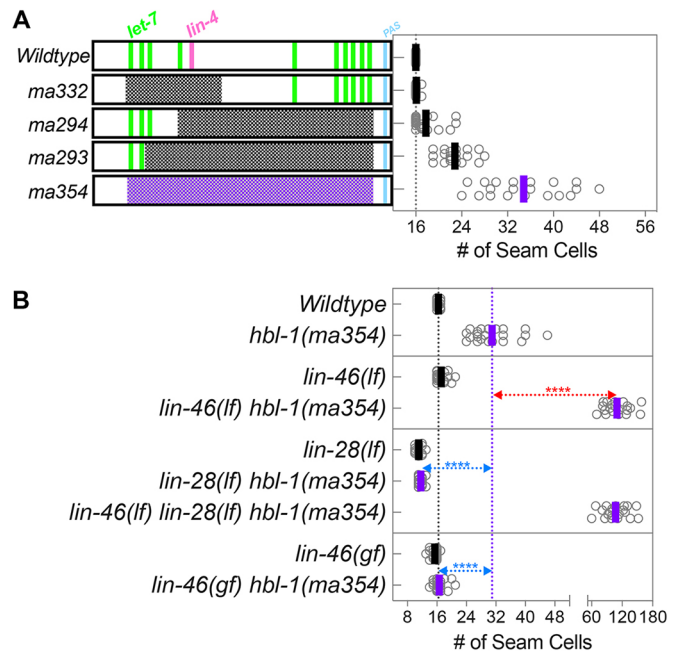 A
let-7
lin-4
PAS
Wildtype
ma332
ma294
ma293
ma354
16 24 32 40 48 56
# of Seam Cells
B
Wildtype
hbl-1(ma354)
lin-46(lf)
****
lin-46(lf) hbl-1(ma354)
lin-28(lf)
****
lin-28(lf) hbl-1(ma354)
lin-46(lf) lin-28(lf) hbl-1(ma354)
lin-46(gf)
****
lin-46(gf) hbl-1(ma354)
8 16 24 32 40 48 60 120 180
# of Seam Cells